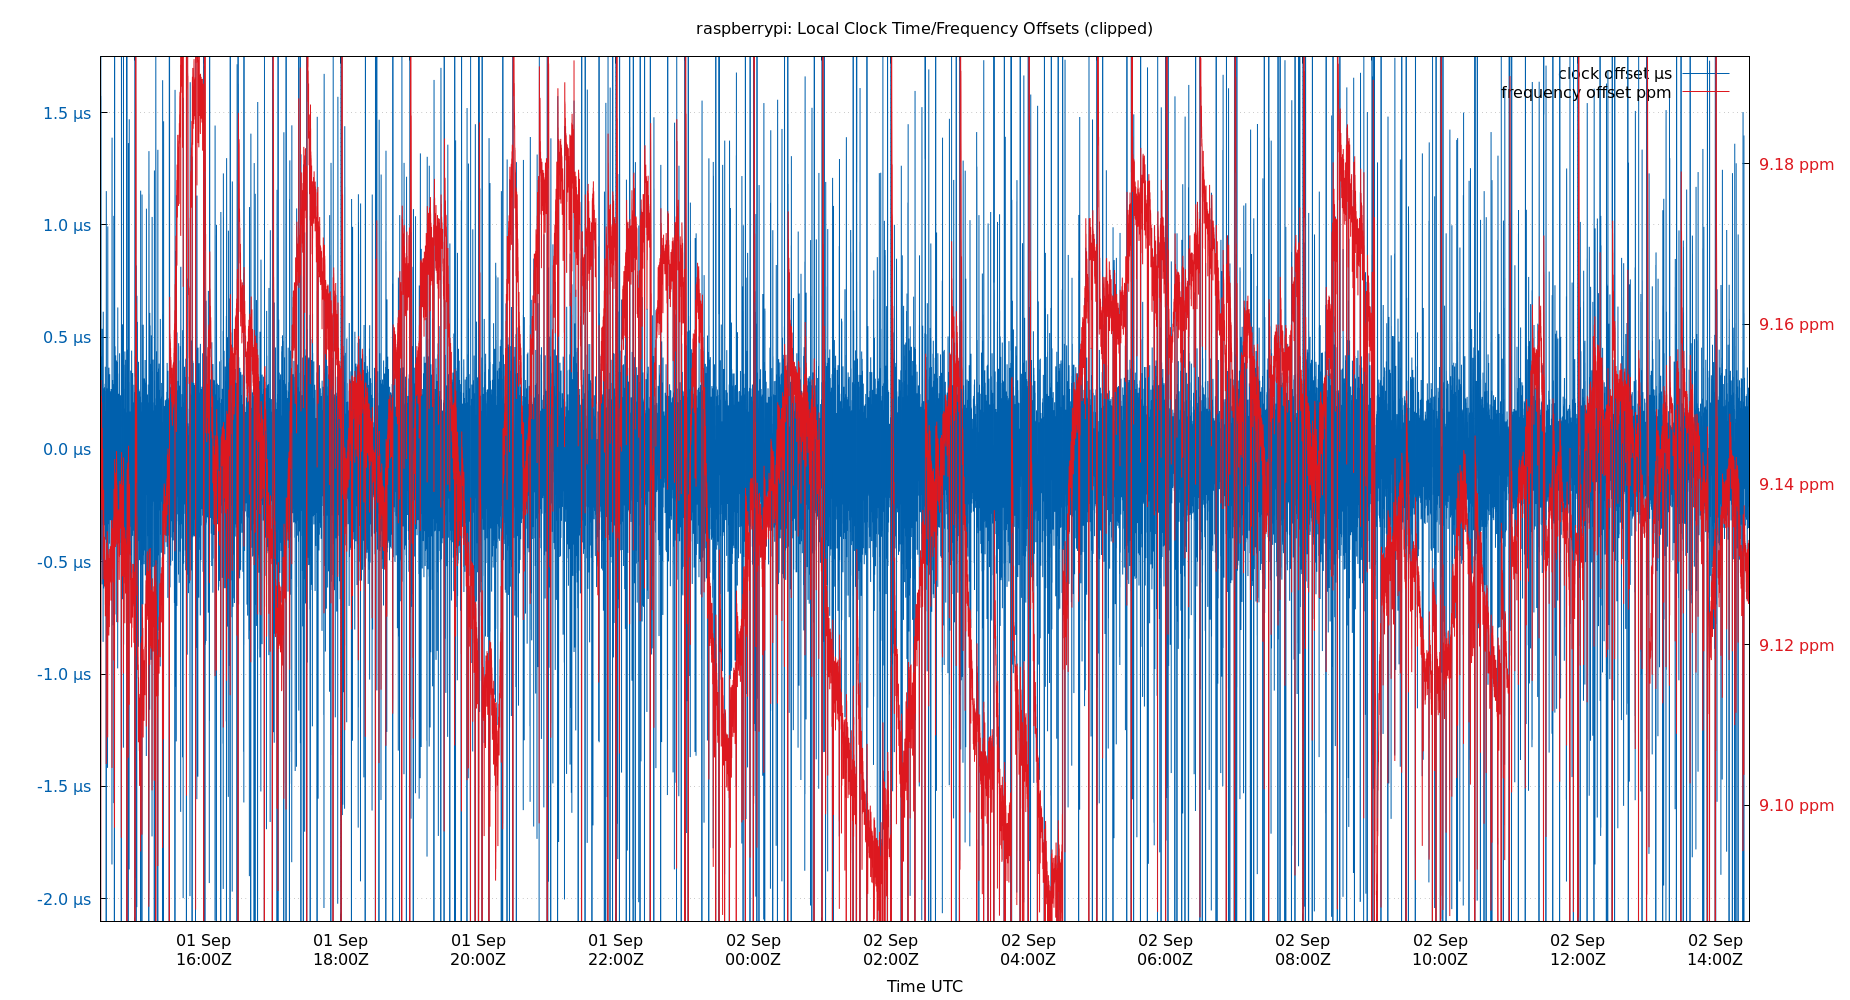 raspberrypi: Local Clock Time/Frequency Offsets (clipped)
clock offset µs
frequency offset ppm
1.5 µs
1.0 µs
0.5 µs
0.0 µs
-0.5 µs
-1.0 µs
-1.5 µs
-2.0 µs
9.18 ppm
9.16 ppm
9.14 ppm
9.12 ppm
9.10 ppm
01 Sep
16:00Z
01 Sep
18:00Z
01 Sep
20:00Z
01 Sep
22:00Z
02 Sep
00:00Z
02 Sep
02:00Z
02 Sep
04:00Z
02 Sep
06:00Z
02 Sep
08:00Z
02 Sep
10:00Z
02 Sep
12:00Z
02 Sep
14:00Z
Time UTC